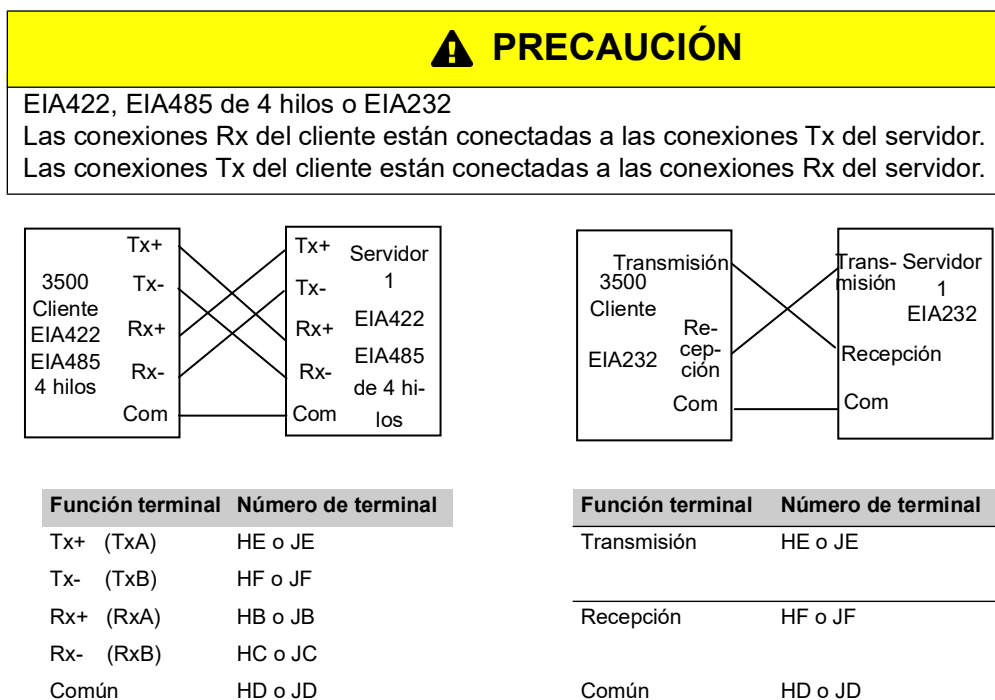 PRECAUCIÓN
EIA422, EIA485 de 4 hilos o EIA232
Las conexiones Rx del cliente están conectadas a las conexiones Tx del servidor.
Las conexiones Tx del cliente están conectadas a las conexiones Rx del servidor.
3500
Cliente
EIA422
EIA485
4 hilos
Tx+
Tx-
Rx+
Rx-
Com
Tx+
Tx-
Rx+
Rx-
Com
Servidor
1
EIA422
EIA485
de 4 hi-
los
Transmisión
3500
Cliente
EIA232
Re-
cep-
ción
Com
Trans-
misión
Recepción
Com
Servidor
1
EIA232
Función terminal Número de terminal
Tx+ (TxA) HE o JE
Tx- (TxB) HF o JF
Rx+ (RxA) HB o JB
Rx- (RxB) HC o JC
Común HD o JD
Función terminal Número de terminal
Transmisión HE o JE
Recepción HF o JF
Común HD o JD